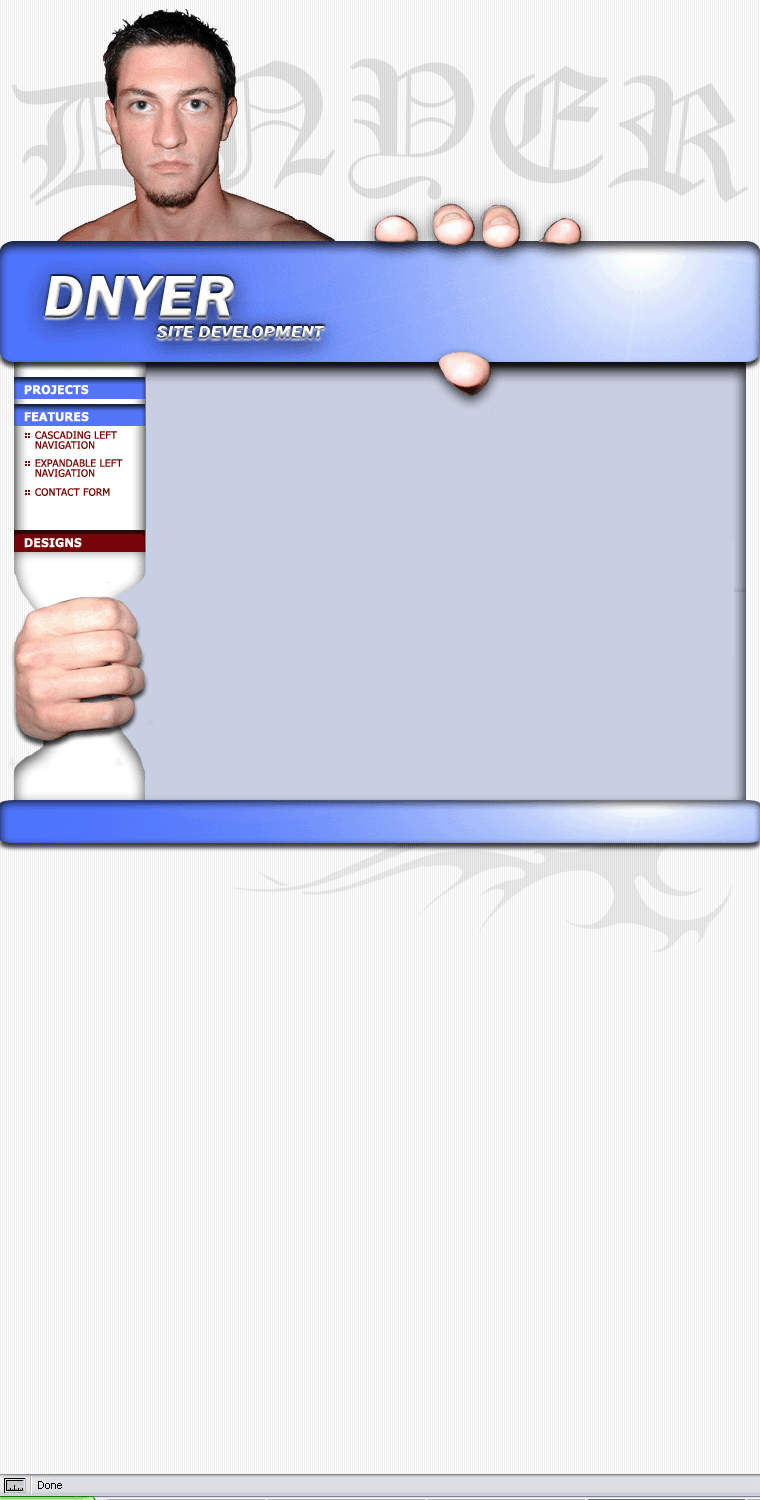 DNYER
DNYER
SITE DEVELOPMENT
PROJECTS
FEATURES
CASCADING LEFT
NAVIGATION
EXPANDABLE LEFT
NAVIGATION
CONTACT FORM
DESIGNS
Done